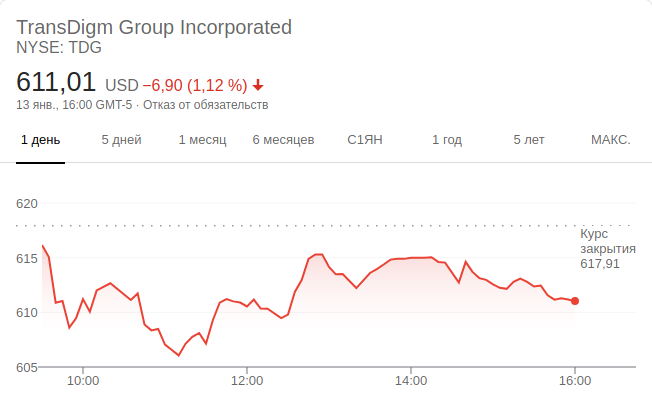 TransDigm Group Incorporated
NYSE: TDG
611,01 USD −6,90 (1,12 %)
13 янв., 16:00 GMT-5 · Отказ от обязательств
1 день 5 дней 1 месяц 6 месяцев С1ЯН 1 год 5 лет МАКС.
620
Курс
закрытия
617,91
615
610
605
10:00 12:00 14:00 16:00